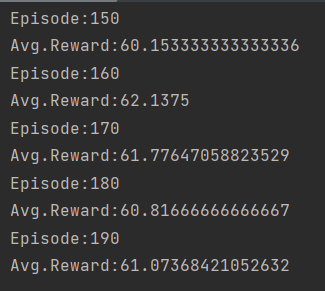 Episode:150
Avg.Reward:60.153333333333336
Episode:160
Avg.Reward:62.1375
Episode:170
Avg.Reward:61.77647058823529
Episode:180
Avg.Reward:60.81666666666667
Episode:190
Avg.Reward:61.07368421052632